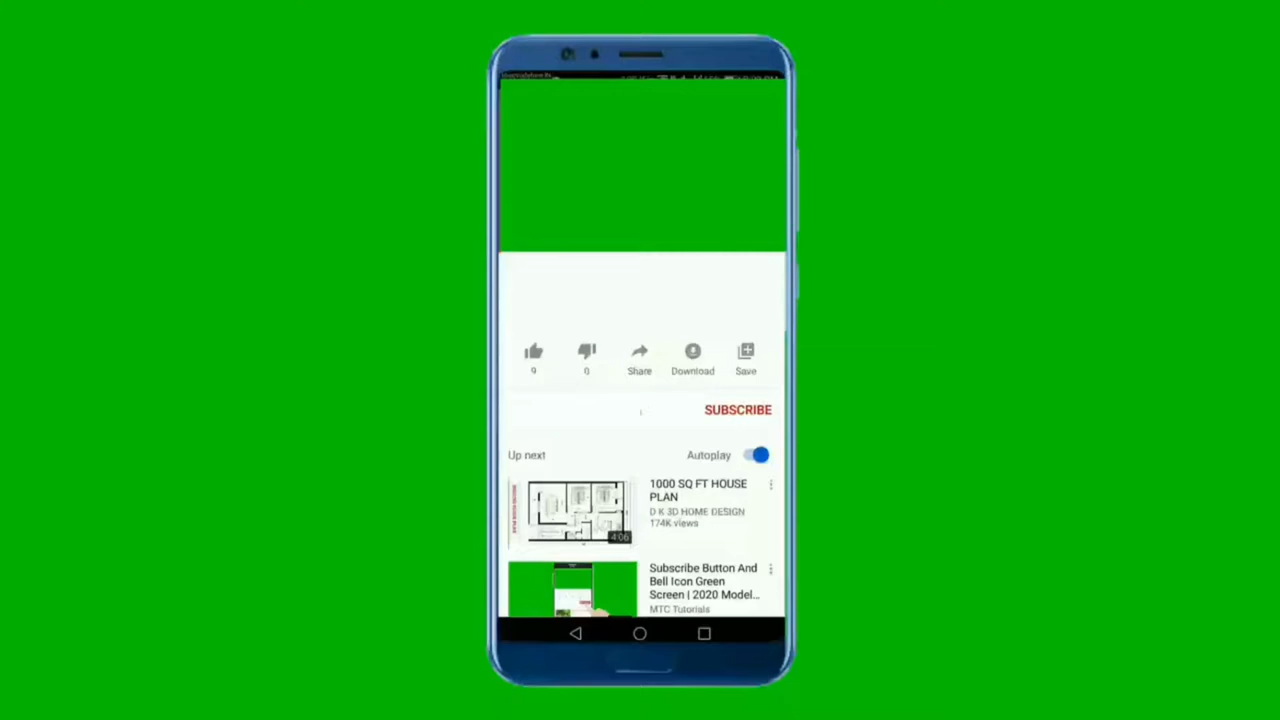 9
0
Share
Download
Save
SUBSCRIBE
Up next
Autoplay
1000 SQ FT HOUSE
PLAN
D K 3D HOME DESIGN
174K views
4:06
Subscribe Button And
Bell Icon Green
Screen | 2020 Model...
MTC Tutorials